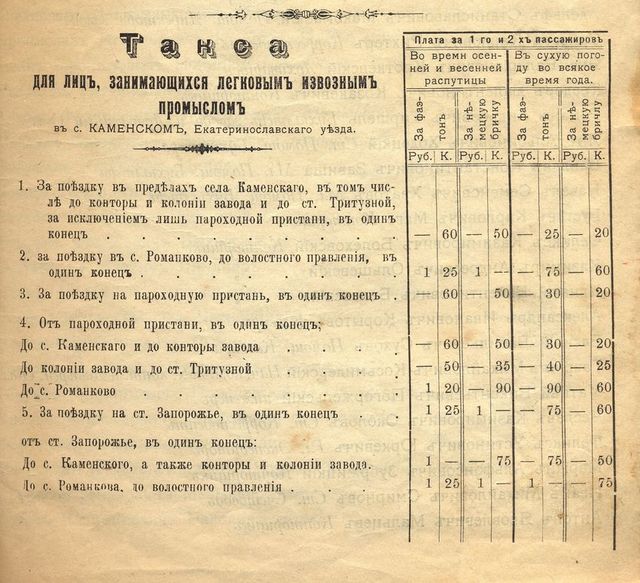 Такса
для лицъ, занимающихся легковымъ извознымъ
промысломъ
въ с. КАМЕНСКОМЪ, Екатеринославскаго уѣзда.
Плата за 1 го и 2 хъ пассажировъ
Во время осен-
ней и весенней
распутицы
Въ сухую пого-
ду во всякое
время года.
За фаэ-
тонъ
За нѣ-
мецкую
бричку
За фаэ-
тонъ
За нѣ-
мецкую
бричку
Руб. К. Руб. К. Руб. К. Руб. К.
1. За поѣздку въ предѣлахъ села Каменскаго, въ томъ чис-
лѣ до конторы и колоніи завода и до ст. Тритузной,
за исключеніемъ лишь пароходной пристани, въ один
конецъ . . . . . . . — 60 — 50 — 25 — 20
2. за поѣздку въ с. Романково, до волостного правленія, въ
одинъ конецъ . . . . . . 1 25 1 — — 75 — 60
3. За поѣздку на пароходную пристань, въ одинъ конецъ — 60 — 50 — 30 — 20
4. Отъ пароходной пристани, въ одинъ конецъ;
До с. Каменскаго и до конторы завода . . . . — 60 — 50 — 30 — 20
До колоніи завода и до ст. Тритузной . . . . — 50 — 35 — 40 — 25
До с. Романково . . . . . . 1 20 — 90 — 90 — 60
5. За поѣздку на ст. Запорожье, въ одинъ конецъ . 1 25 1 — — 75 — 60
отъ ст. Запорожье, въ одинъ конецъ:
До с. Каменскаго, а также конторы и колоніи завода. 1 — — 75 — 75 — 50
До с. Романкова, до волостного правленія . . . . 1 25 1 — 1 — — 75